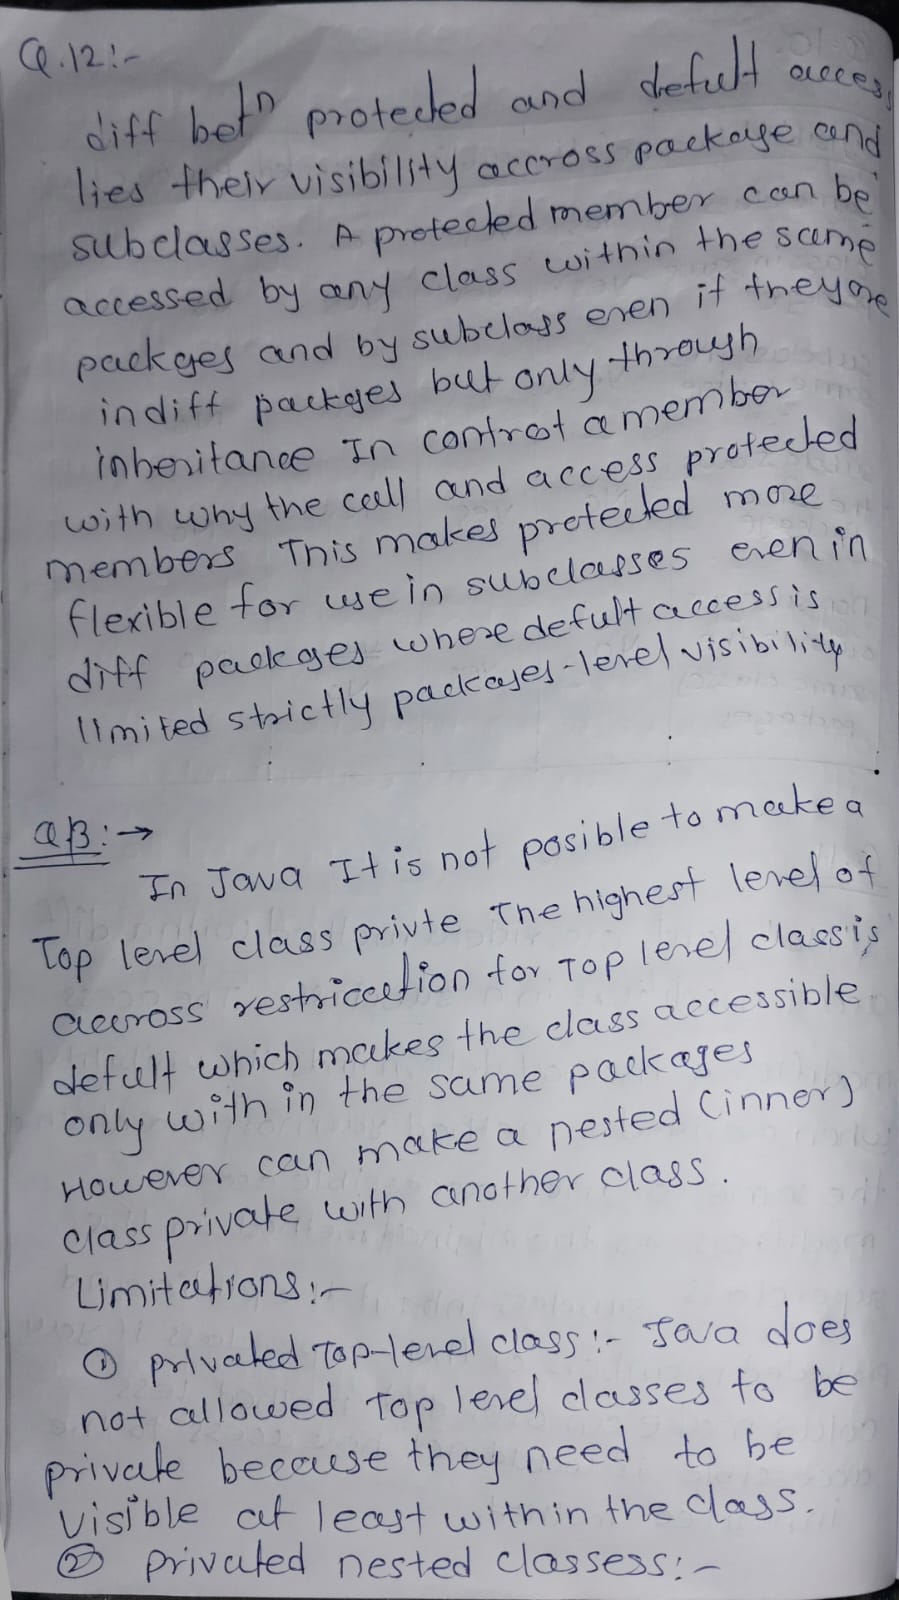 Q.12:-
diff betn protected and defult access
lies their visibility accross package and
subclasses. A protected member can be
accessed by any class within the same
packges and by subclass even if they are
in diff packges but only through
inheritance In contrast a member
with why the call and access protected
members This makes protected more
flexible for use in subclasses even in
diff packages where defult access is
limited strictly packages-level visibility
Q13:→
In Java It is not posible to make a
Top level class privte The highest level of
accross restriccation for Top level class is
defult which makes the class accessible
only with in the same packages
However can make a nested (inner)
class private with another class.
Limitations:-
① privated Top-level class:- Java does
not allowed Top level classes to be
private because they need to be
visible at least within the class.
② privated nested classess:-